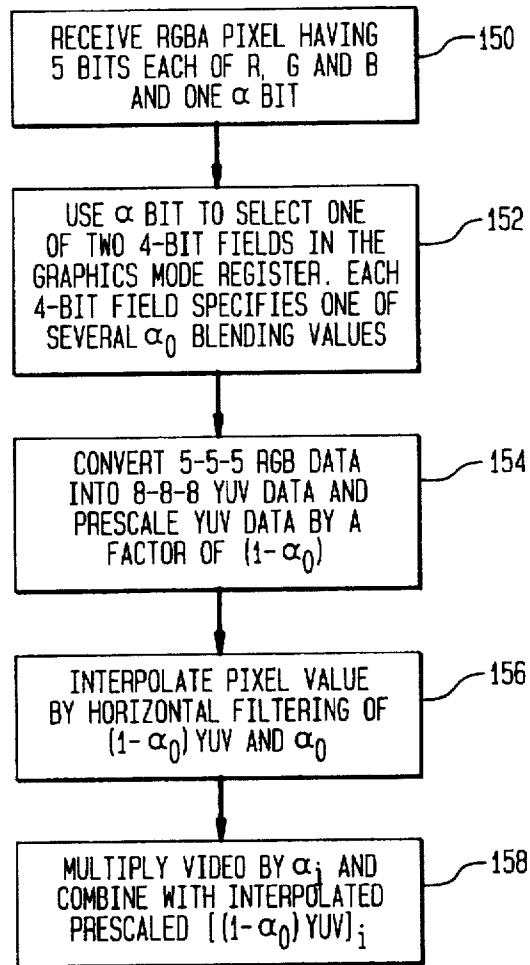 RECEIVE RGBA PIXEL HAVING
5 BITS EACH OF R, G AND B
AND ONE α BIT
150
USE α BIT TO SELECT ONE
OF TWO 4-BIT FIELDS IN THE
GRAPHICS MODE REGISTER. EACH
4-BIT FIELD SPECIFIES ONE OF
SEVERAL α₀ BLENDING VALUES
152
CONVERT 5-5-5 RGB DATA
INTO 8-8-8 YUV DATA AND
PRESCALE YUV DATA BY A
FACTOR OF (1-α₀)
154
INTERPOLATE PIXEL VALUE
BY HORIZONTAL FILTERING OF
(1-α₀) YUV AND α₀
156
MULTIPLY VIDEO BY αᵢ AND
COMBINE WITH INTERPOLATED
PRESCALED [(1-α₀) YUV]ᵢ
158